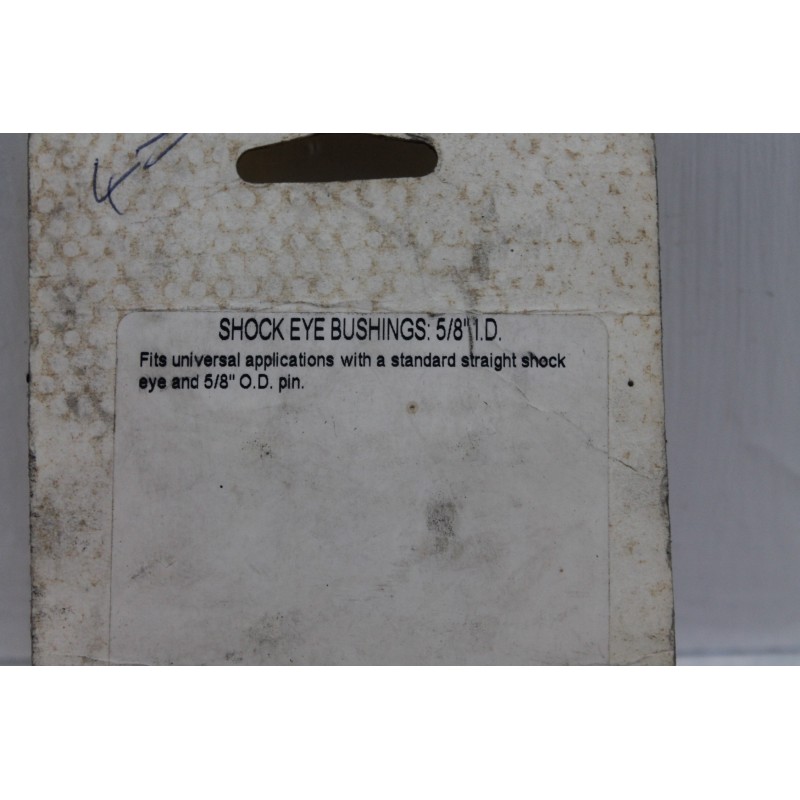 SHOCK EYE BUSHINGS: 5/8" I.D.
Fits universal applications with a standard straight shock
eye and 5/8" O.D. pin.